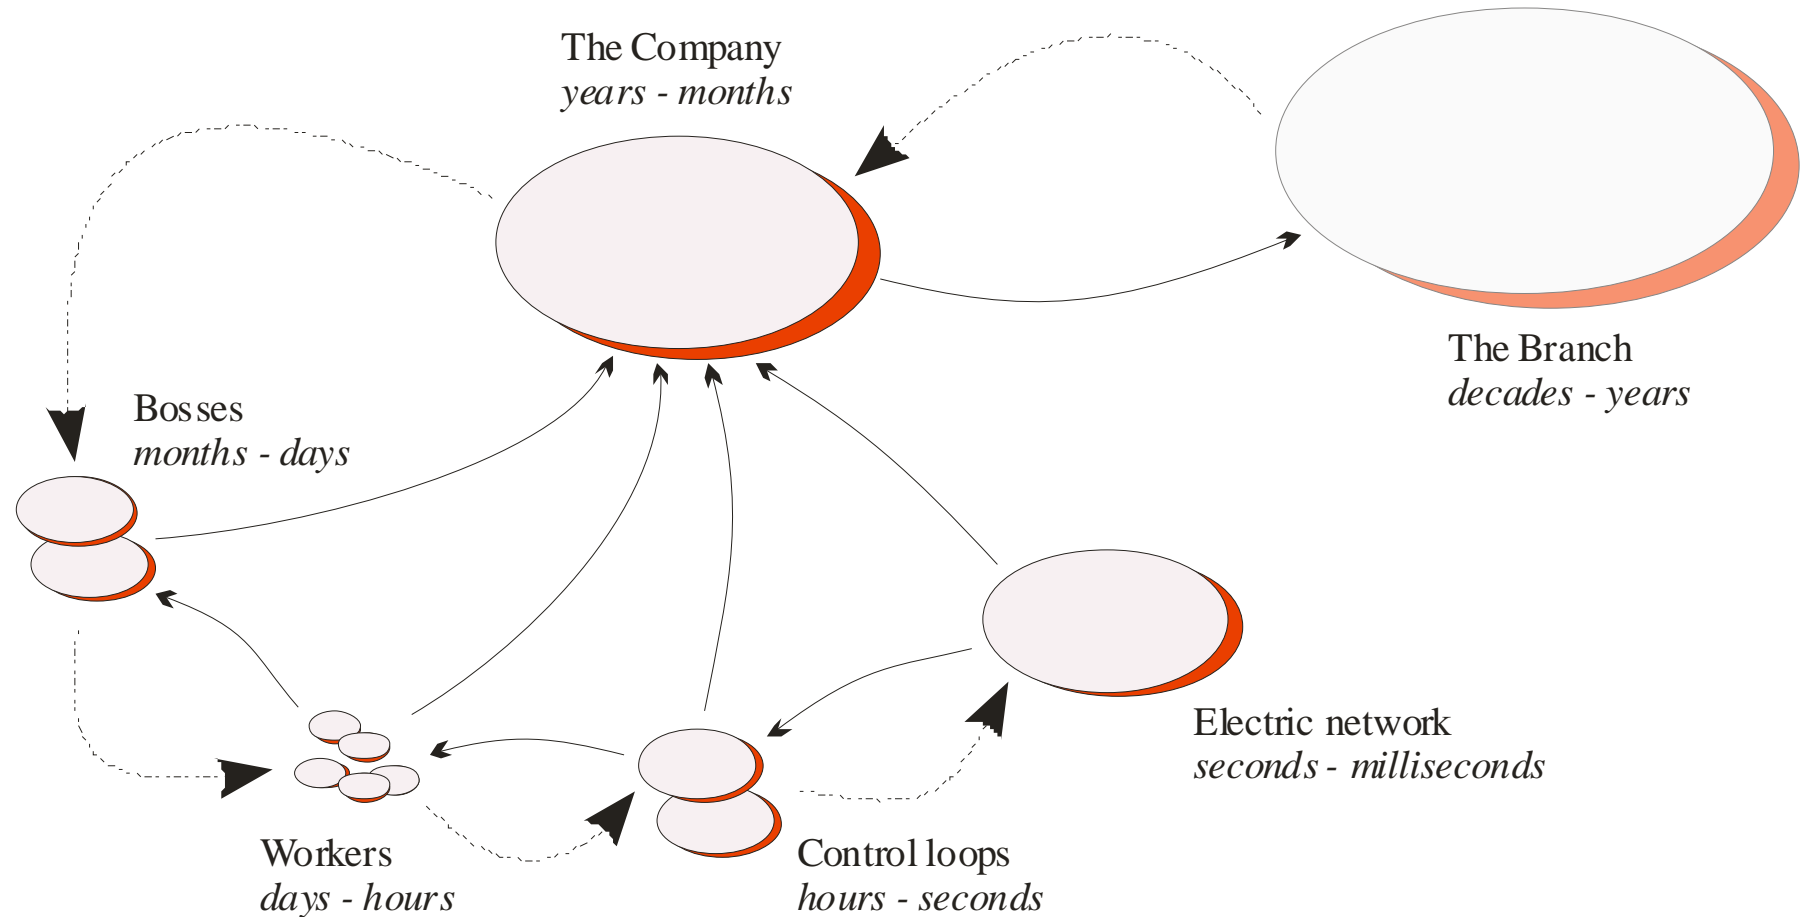 The Company
years - months
The Branch
decades - years
Bosses
months - days
Electric network
seconds - milliseconds
Workers
days - hours
Control loops
hours - seconds